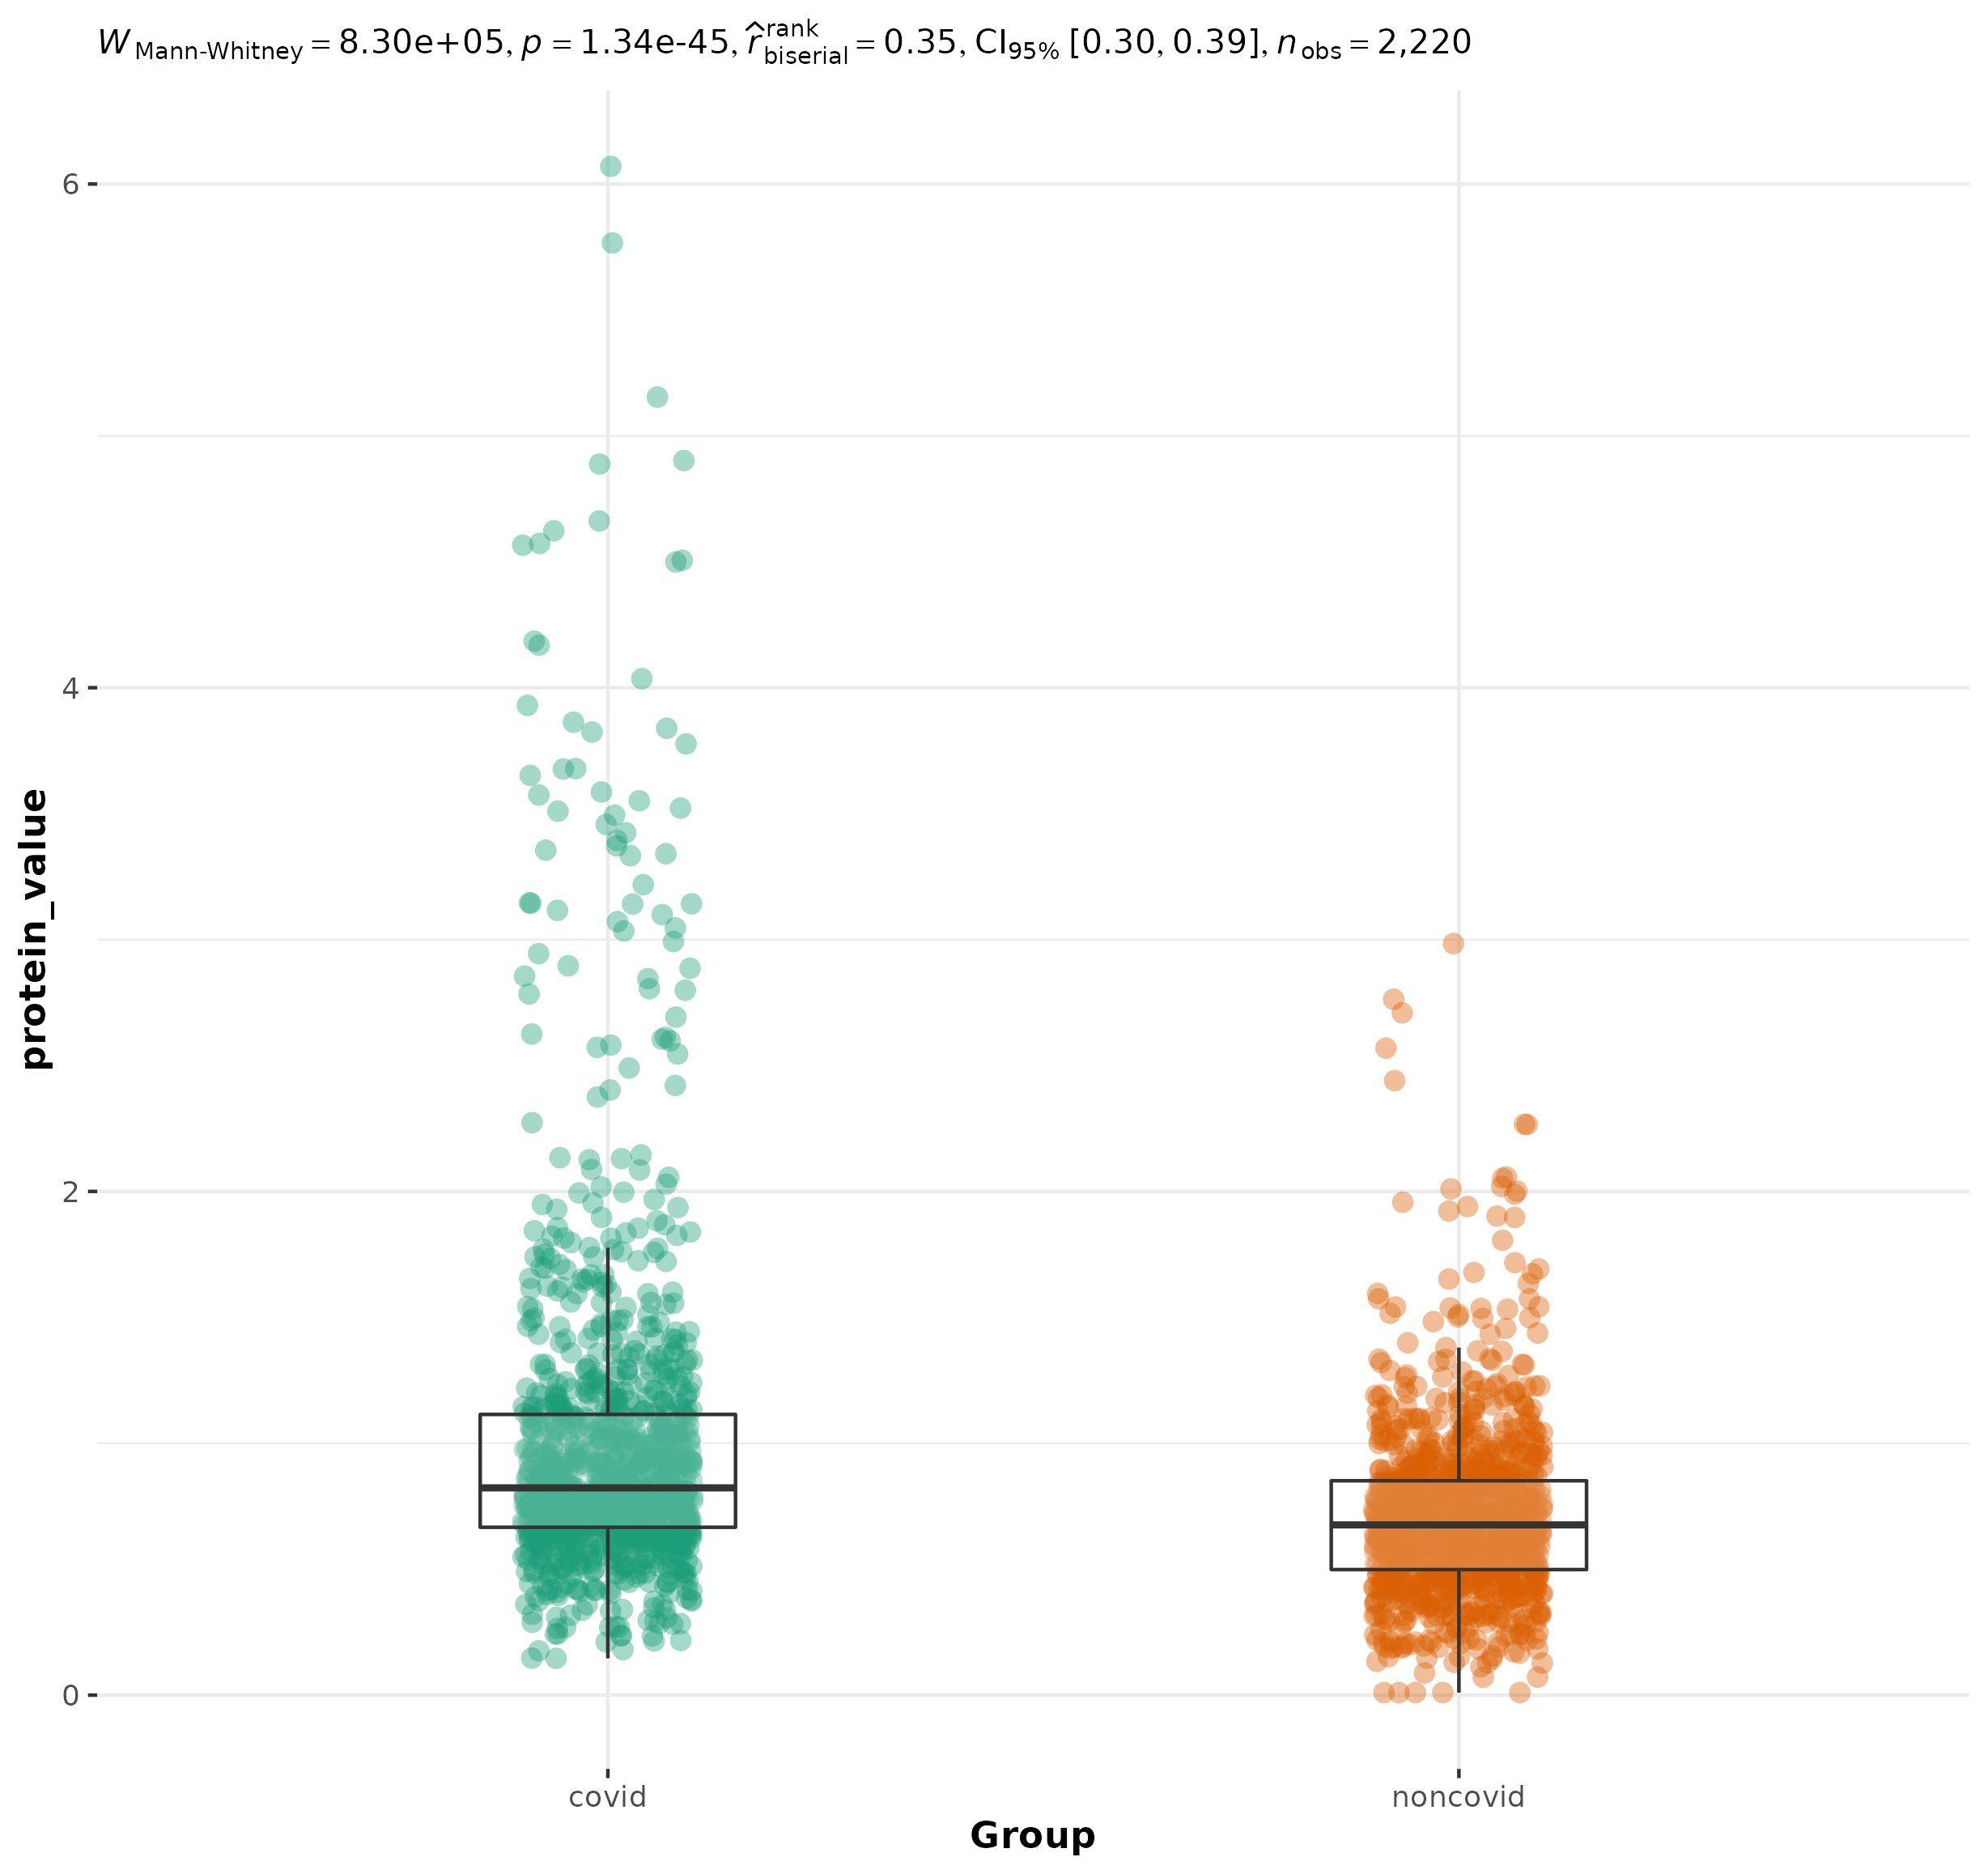 W Mann-Whitney = 8.30e+05, p = 1.34e-45, r̂ rank biserial = 0.35, CI95% [0.30, 0.39], n obs = 2,220
6
4
2
0
protein_value
covid noncovid
Group